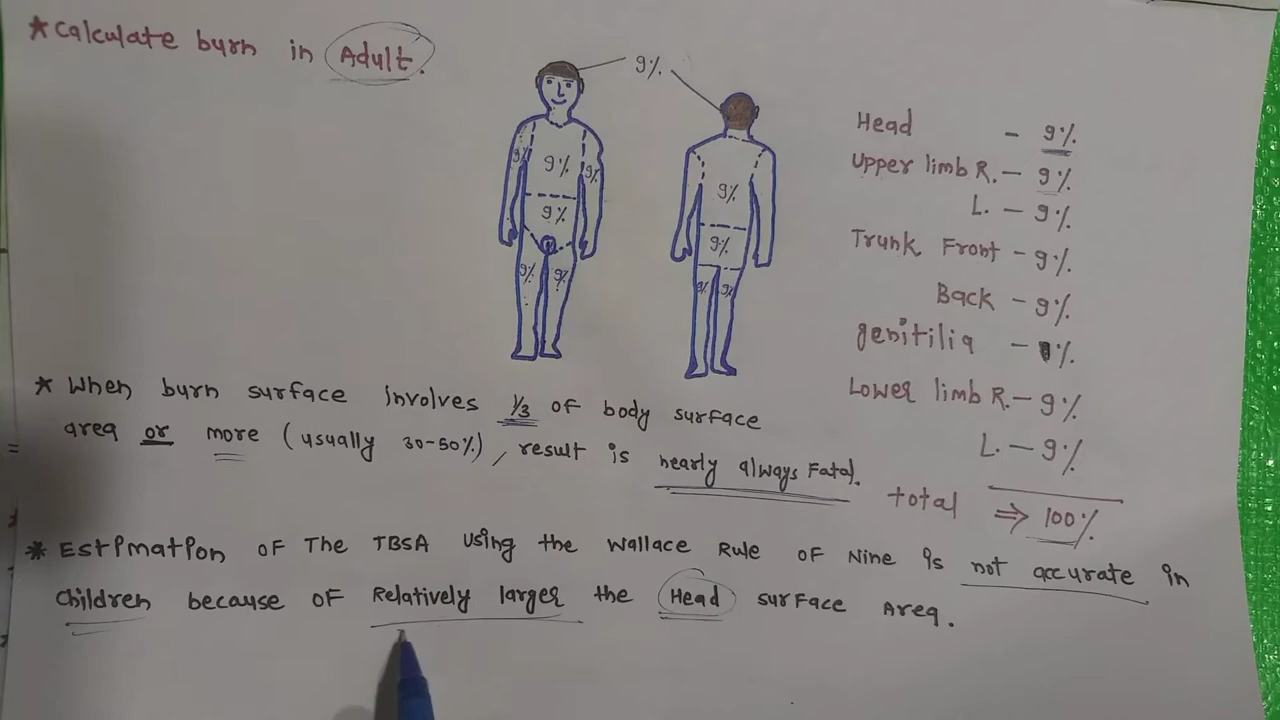 *Calculate burn in Adult.
9%
9% 9% 9%
9%
9% 9%
9%
9%
9% 9%
Head - 9%
Upper limb R. - 9%
L. - 9%
Trunk Front - 9%
Back - 9%
genitilia - 1%
Lower limb R. - 9%
L. - 9%
total ⇒ 100%
* When burn surface involves 1/3 of body surface
area or more (usually 30-50%), result is nearly always Fatal.
* Estimation of The TBSA using the Wallace Rule of Nine is not accurate in
children because of Relatively larger the Head surface Area.